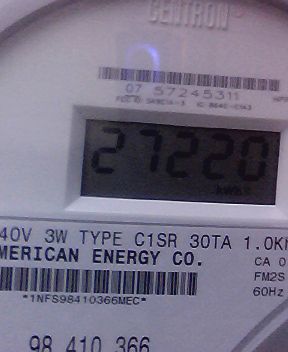 CENTRON
07 57245311
27220
kWh
40V 3W TYPE C1SR 30TA 1.0Kh
MERICAN ENERGY CO.
CA 0
FM2S
*1NFS98410366MEC*
60Hz
98 410 366